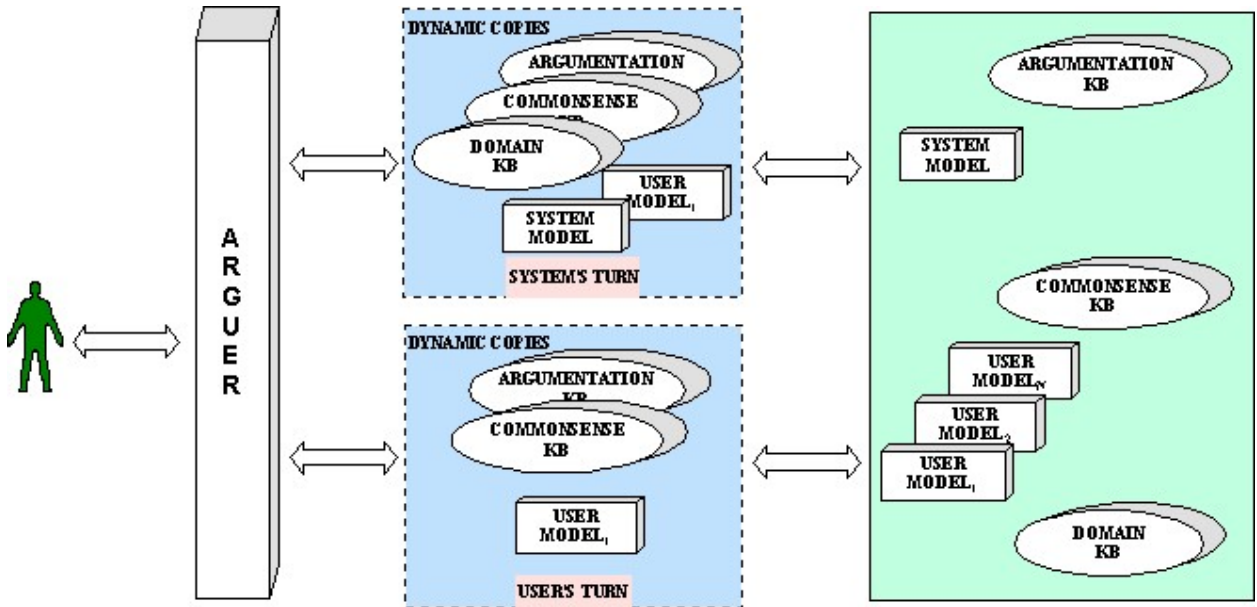 DYNAMIC COPIES
ARGUMENTATION
COMMONSENSE
DOMAIN
KB
USER
MODEL₁
SYSTEM
MODEL
SYSTEM'S TURN
ARGUER
DYNAMIC COPIES
ARGUMENTATION
KB
COMMONSENSE
KB
USER
MODEL₁
USER'S TURN
ARGUMENTATION
KB
SYSTEM
MODEL
COMMONSENSE
KB
USER
MODELₙ
USER
MODEL₂
USER
MODEL₁
DOMAIN
KB